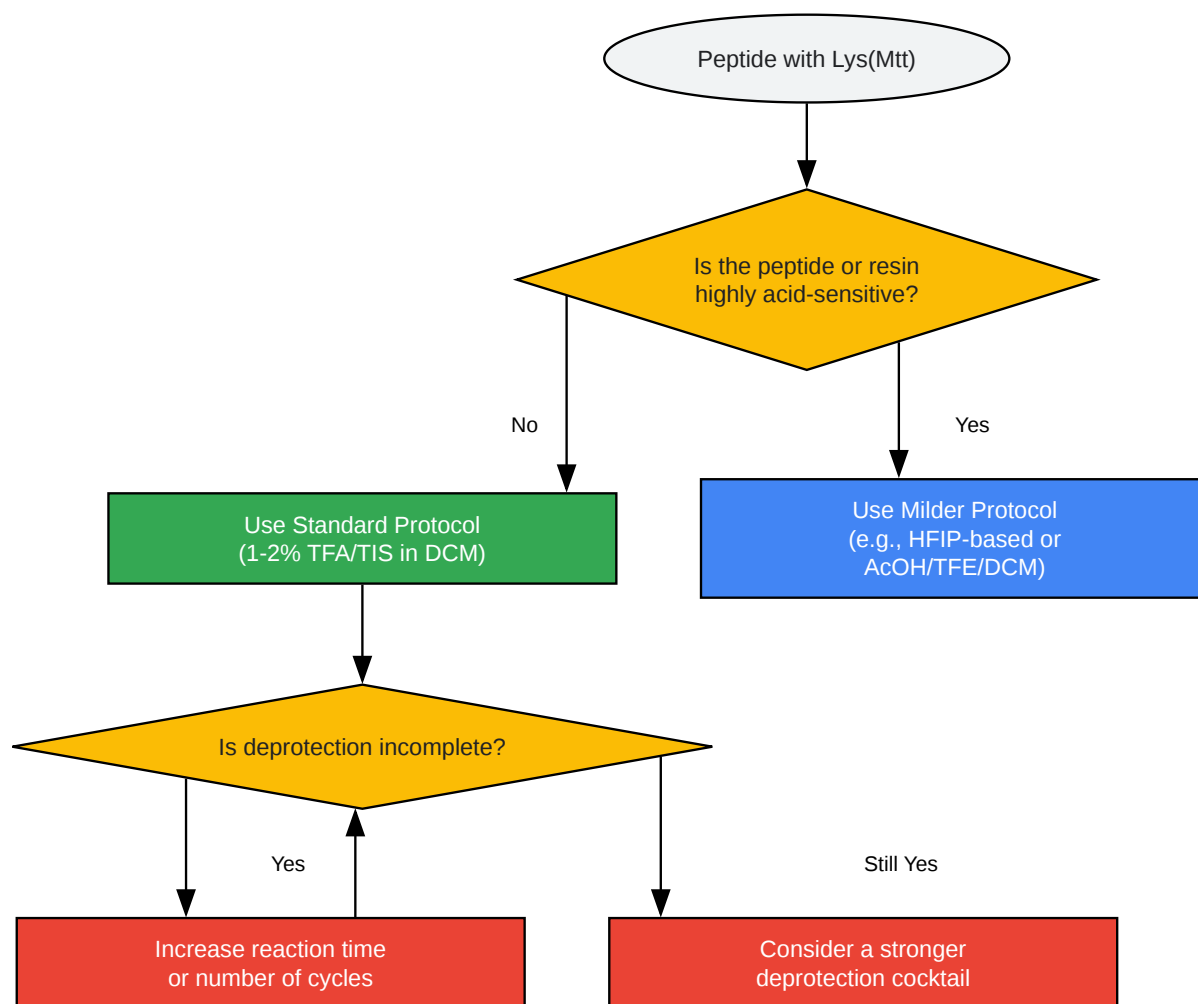 Peptide with Lys(Mtt)
Is the peptide or resin
highly acid-sensitive?
No
Yes
Use Standard Protocol
(1-2% TFA/TIS in DCM)
Use Milder Protocol
(e.g., HFIP-based or
AcOH/TFE/DCM)
Is deprotection incomplete?
Yes
Still Yes
Increase reaction time
or number of cycles
Consider a stronger
deprotection cocktail